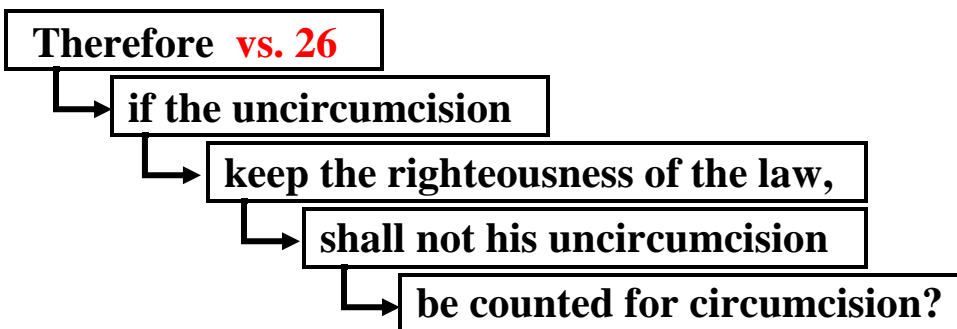 Therefore vs. 26
if the uncircumcision
keep the righteousness of the law,
shall not his uncircumcision
be counted for circumcision?